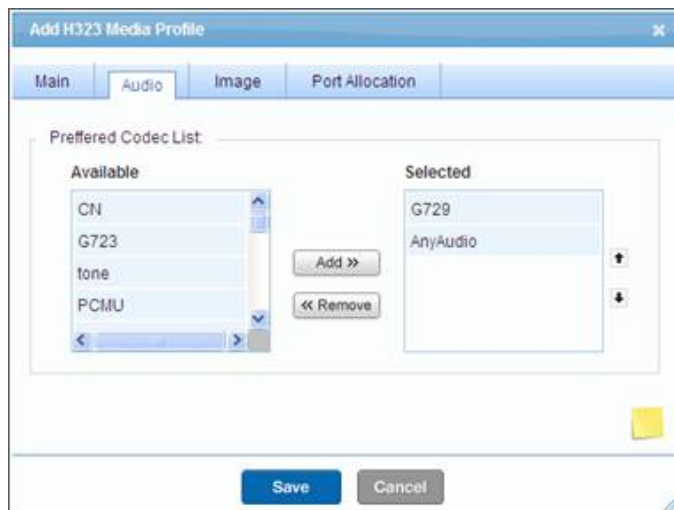 Add H323 Media Profile
Main Audio Image Port Allocation
Preffered Codec List:
Available Selected
CN G729
G723 AnyAudio
tone
PCMU
Add »
« Remove
Save Cancel